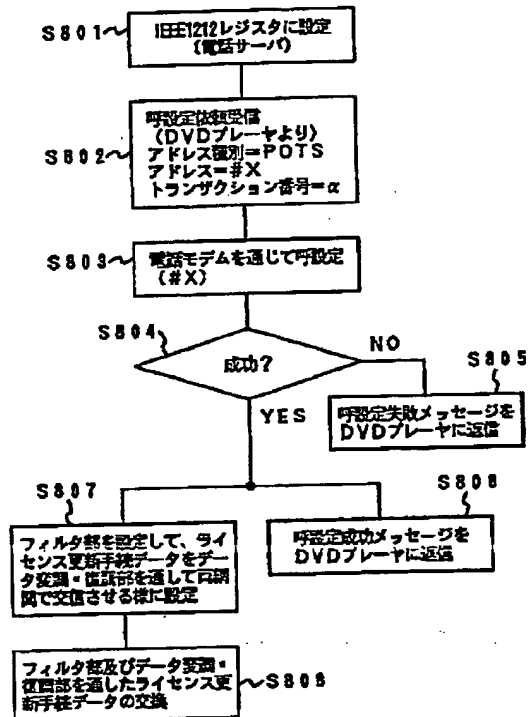 S801
IEEE1212レジスタに設定
(電話サーバ)
S802
呼設定依頼受信
(DVDプレーヤより)
アドレス種別=POTS
アドレス=#X
トランザクション番号=α
S803
電話モデムを通じて呼設定
(#X)
S804
成功?
NO
YES
S805
呼設定失敗メッセージを
DVDプレーヤに返信
S807
フィルタ部を設定して、ライ
センス更新手続データをデー
タ変調・復調部を通して両網
間で交信させる様に設定
呼設定成功メッセージを
DVDプレーヤに返信
フィルタ部及びデータ変調・
復調部を通したライセンス更
新手続データの交換